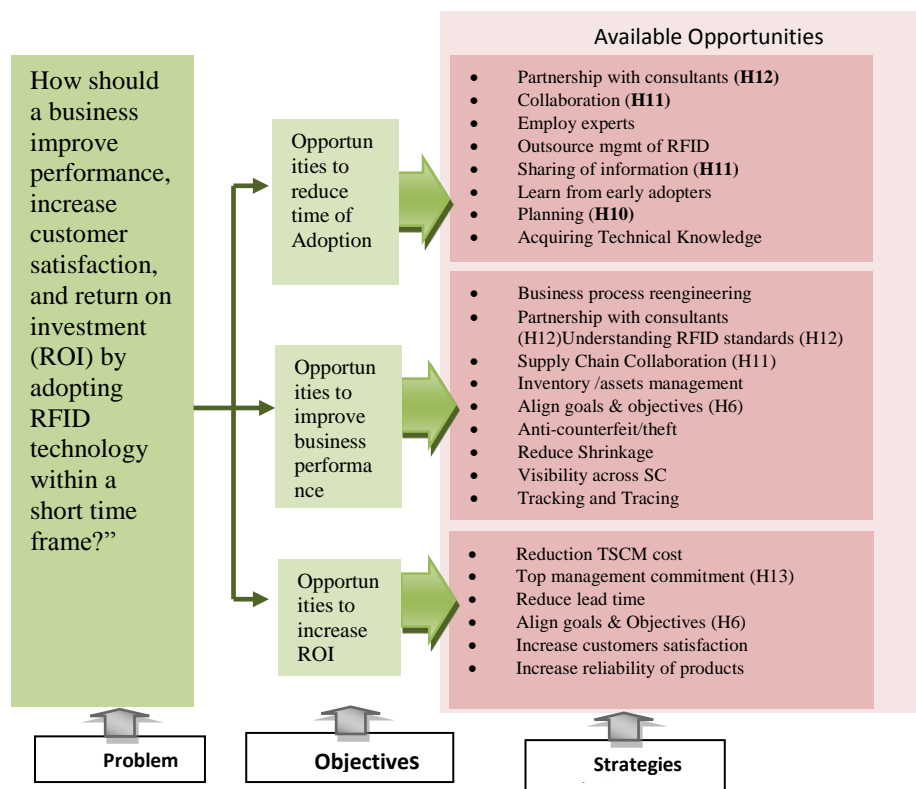 Available Opportunities
How should
a business
improve
performance,
increase
customer
satisfaction,
and return on
investment
(ROI) by
adopting
RFID
technology
within a
short time
frame?”
Opportun
ities to
reduce
time of
Adoption
• Partnership with consultants (H12)
• Collaboration (H11)
• Employ experts
• Outsource mgmt of RFID
• Sharing of information (H11)
• Learn from early adopters
• Planning (H10)
• Acquiring Technical Knowledge
Opportun
ities to
improve
business
performa
nce
• Business process reengineering
• Partnership with consultants
(H12)Understanding RFID standards (H12)
• Supply Chain Collaboration (H11)
• Inventory /assets management
• Align goals & objectives (H6)
• Anti-counterfeit/theft
• Reduce Shrinkage
• Visibility across SC
• Tracking and Tracing
Opportun
ities to
increase
ROI
• Reduction TSCM cost
• Top management commitment (H13)
• Reduce lead time
• Align goals & Objectives (H6)
• Increase customers satisfaction
• Increase reliability of products
Problem
Objectives
Strategies